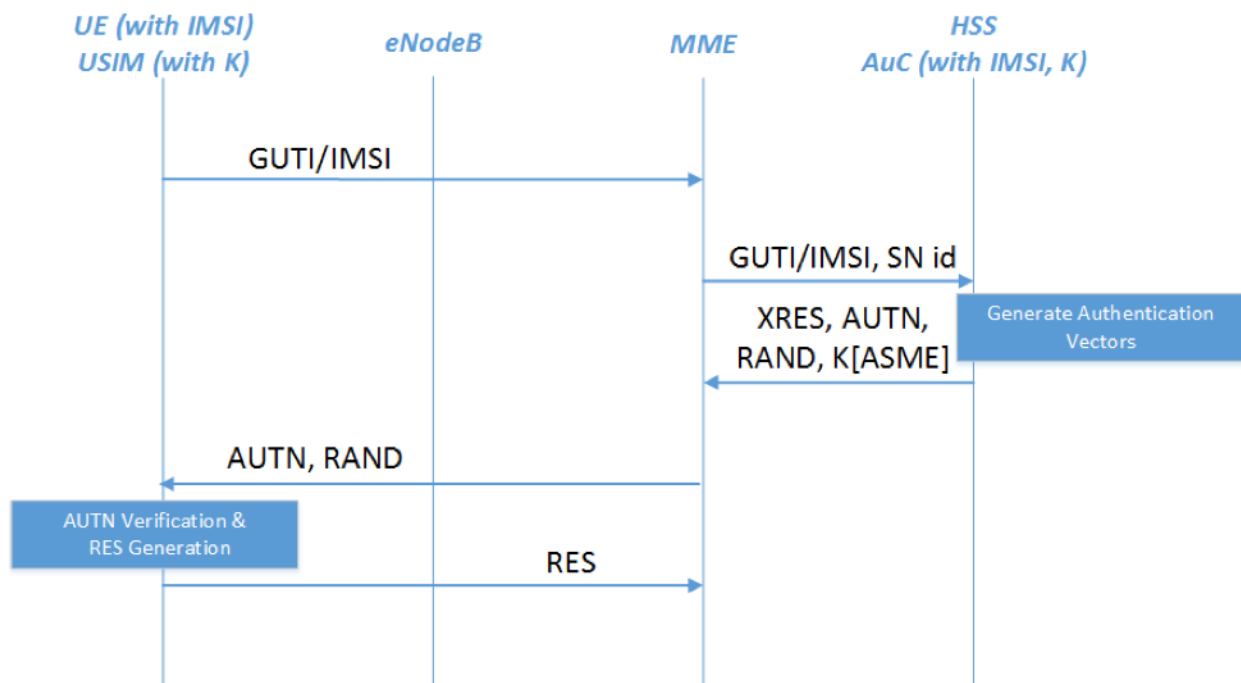 UE (with IMSI)
USIM (with K)
eNodeB
MME
HSS
AuC (with IMSI, K)
GUTI/IMSI
GUTI/IMSI, SN id
Generate Authentication
Vectors
XRES, AUTN,
RAND, K[ASME]
AUTN, RAND
AUTN Verification &
RES Generation
RES